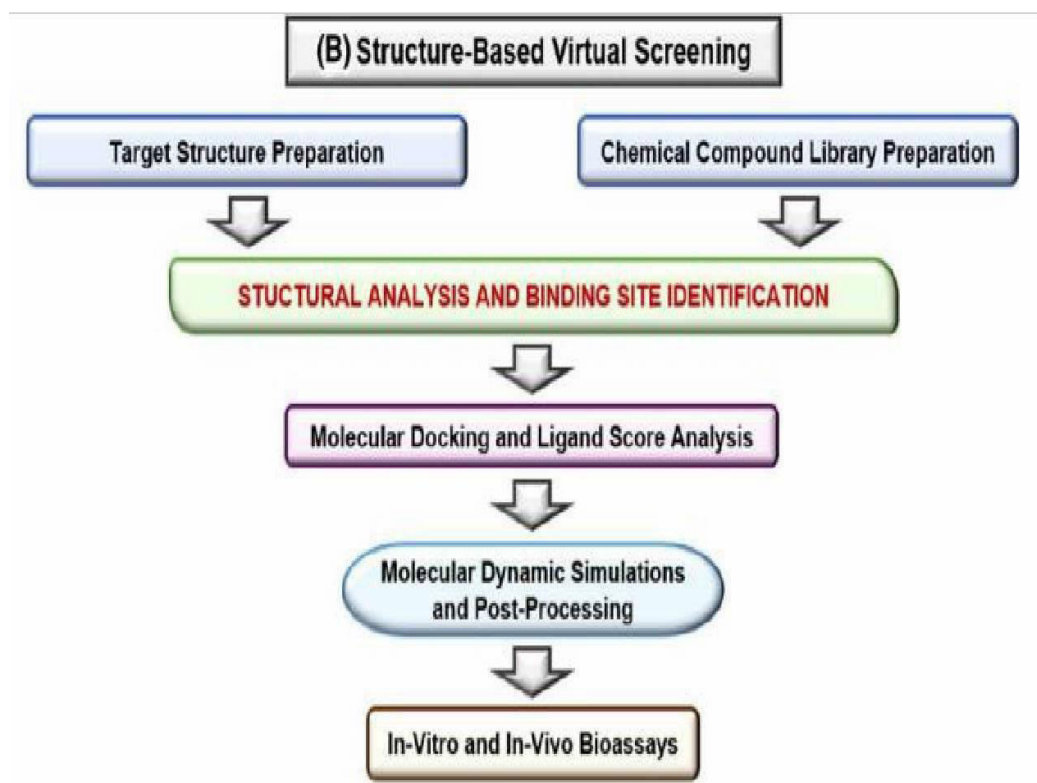 (B) Structure-Based Virtual Screening
Target Structure Preparation
Chemical Compound Library Preparation
STUCTURAL ANALYSIS AND BINDING SITE IDENTIFICATION
Molecular Docking and Ligand Score Analysis
Molecular Dynamic Simulations
and Post-Processing
In-Vitro and In-Vivo Bioassays